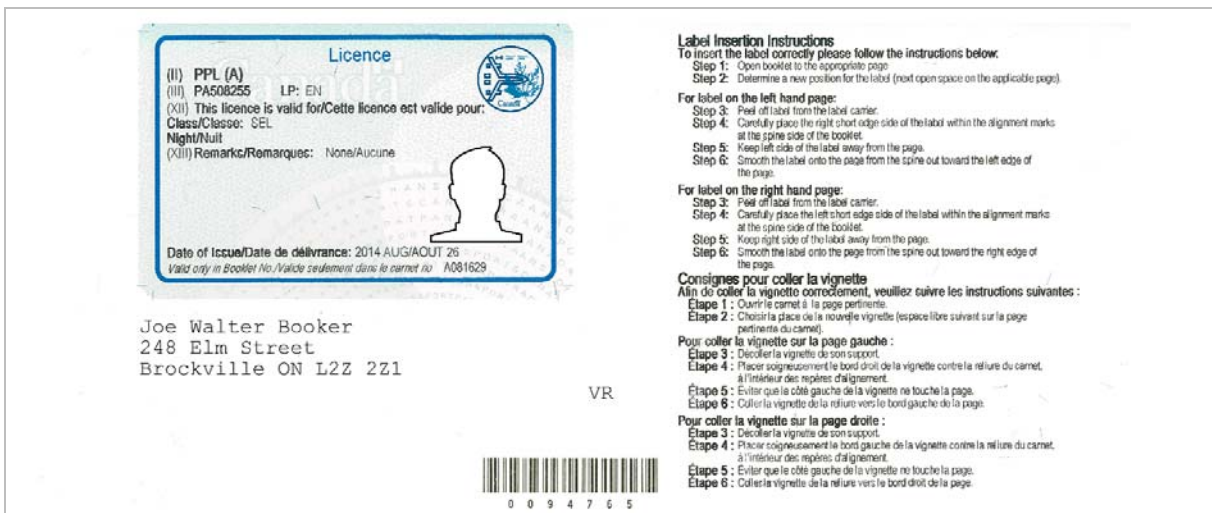 Licence
(II) PPL (A)
(III) PA508255 LP: EN
(XII) This licence is valid for/Cette licence est valide pour:
Class/Classe: SEL
Night/Nuit
(XIII) Remarks/Remarques: None/Aucune
Canada
Date of Issue/Date de délivrance: 2014 AUG/AOUT 26
Valid only in Booklet No./Valide seulement dans le carnet no A081629
Joe Walter Booker
248 Elm Street
Brockville ON L2Z 2Z1
VR
0 0 9 4 7 6 5
Label Insertion Instructions
To insert the label correctly please follow the instructions below:
Step 1: Open booklet to the appropriate page
Step 2: Determine a new position for the label (next open space on the applicable page).
For label on the left hand page:
Step 3: Peel off label from the label carrier.
Step 4: Carefully place the right short edge side of the label within the alignment marks
at the spine side of the booklet.
Step 5: Keep left side of the label away from the page.
Step 6: Smooth the label onto the page from the spine out toward the left edge of
the page.
For label on the right hand page:
Step 3: Peel off label from the label carrier.
Step 4: Carefully place the left short edge side of the label within the alignment marks
at the spine side of the booklet.
Step 5: Keep right side of the label away from the page.
Step 6: Smooth the label onto the page from the spine out toward the right edge of
the page.
Consignes pour coller la vignette
Afin de coller la vignette correctement, veuillez suivre les instructions suivantes :
Étape 1 : Ouvrir le carnet à la page pertinente.
Étape 2 : Choisir la place de la nouvelle vignette (espace libre suivant sur la page
pertinente du carnet).
Pour coller la vignette sur la page gauche :
Étape 3 : Décoller la vignette de son support.
Étape 4 : Placer soigneusement le bord droit de la vignette contre la reliure du carnet,
à l'intérieur des repères d'alignement.
Étape 5 : Éviter que le côté gauche de la vignette ne touche la page.
Étape 6 : Coller la vignette de la reliure vers le bord gauche de la page.
Pour coller la vignette sur la page droite :
Étape 3 : Décoller la vignette de son support.
Étape 4 : Placer soigneusement le bord gauche de la vignette contre la reliure du carnet,
à l'intérieur des repères d'alignement.
Étape 5 : Éviter que le côté gauche de la vignette ne touche la page.
Étape 6 : Coller la vignette de la reliure vers le bord droit de la page.